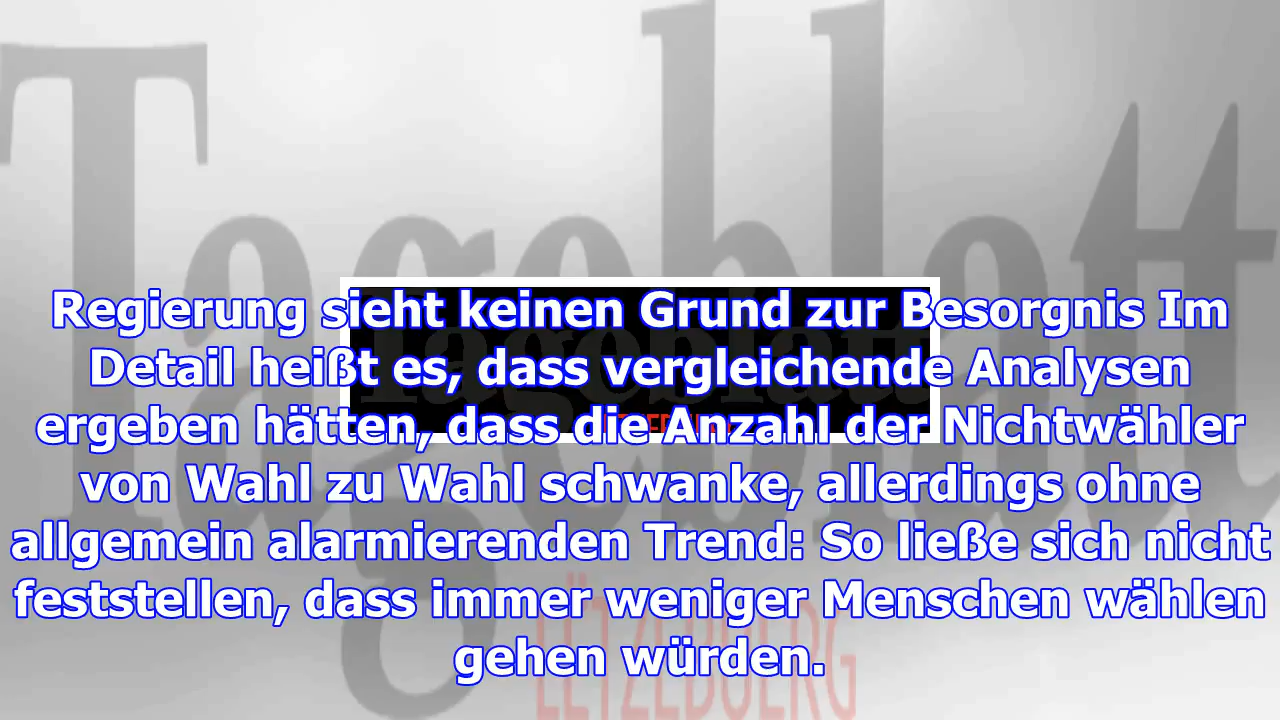 Tageblatt
LËTZEBUERG
Regierung sieht keinen Grund zur Besorgnis Im
Detail heißt es, dass vergleichende Analysen
ergeben hätten, dass die Anzahl der Nichtwähler
von Wahl zu Wahl schwanke, allerdings ohne
allgemein alarmierenden Trend: So ließe sich nicht
feststellen, dass immer weniger Menschen wählen
gehen würden.